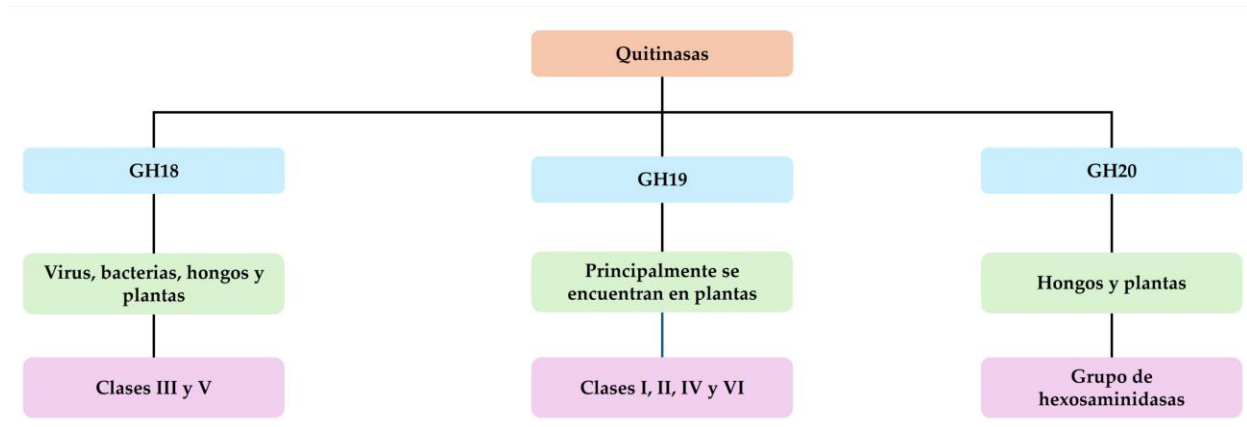 Quitinasas
GH18
GH19
GH20
Virus, bacterias, hongos y
plantas
Principalmente se
encuentran en plantas
Hongos y plantas
Clases III y V
Clases I, II, IV y VI
Grupo de
hexosaminidasas